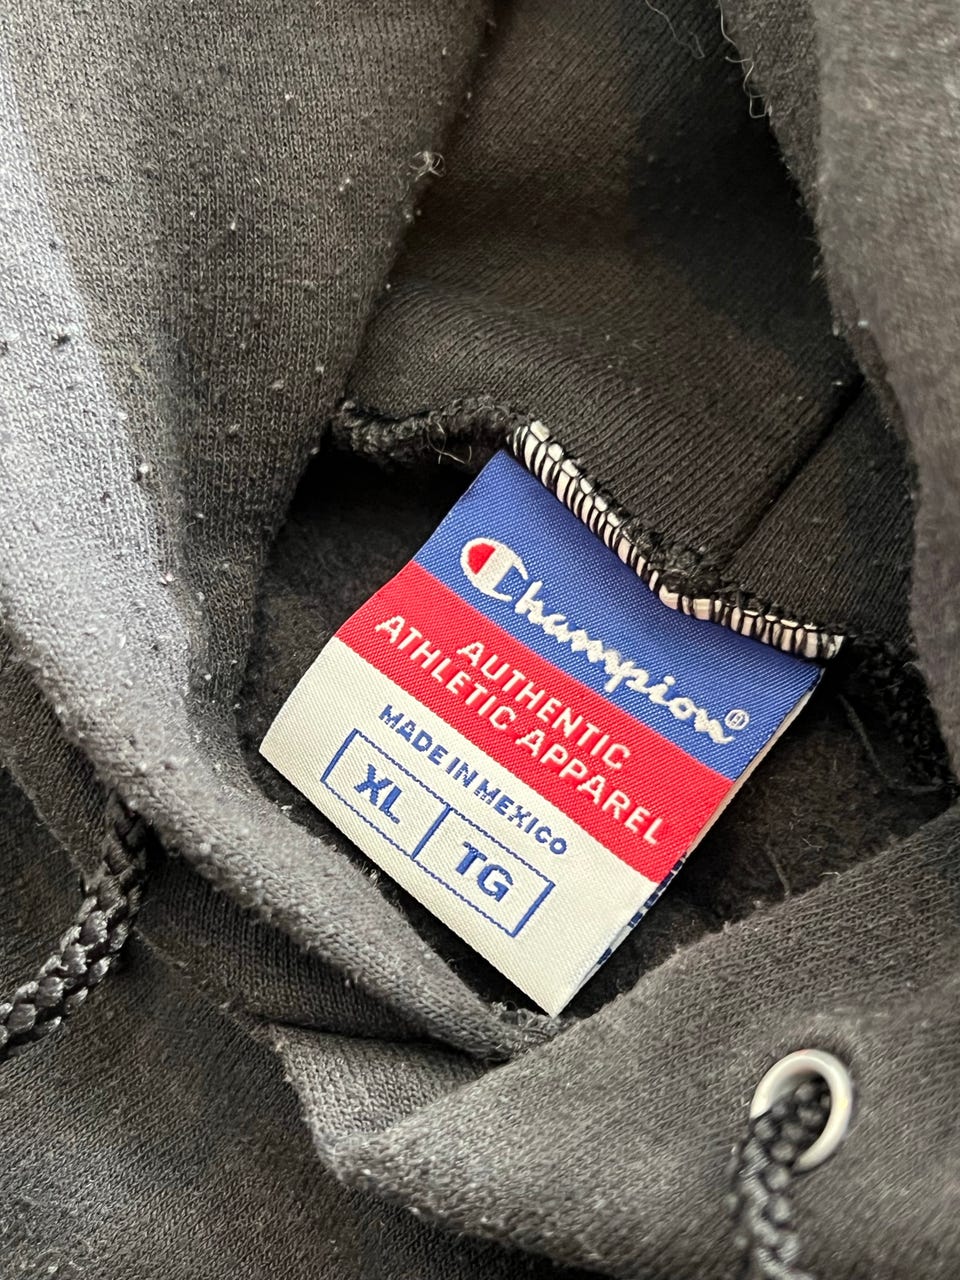 Champion®
AUTHENTIC
ATHLETIC APPAREL
MADE IN MEXICO
XL TG